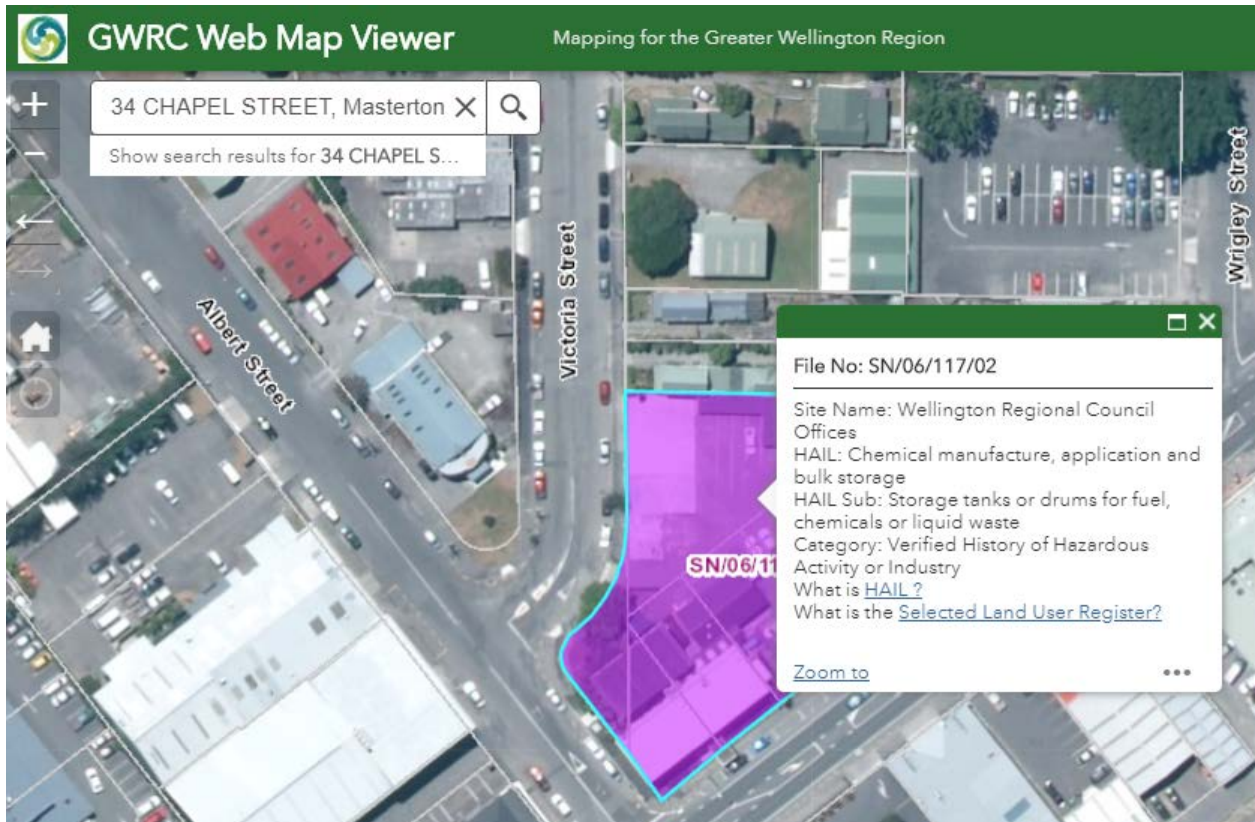 GWRC Web Map Viewer
Mapping for the Greater Wellington Region
34 CHAPEL STREET, Masterton
Show search results for 34 CHAPEL S...
Albert Street
Victoria Street
Wrigley Street
SN/06/11
File No: SN/06/117/02
Site Name: Wellington Regional Council
Offices
HAIL: Chemical manufacture, application and
bulk storage
HAIL Sub: Storage tanks or drums for fuel,
chemicals or liquid waste
Category: Verified History of Hazardous
Activity or Industry
What is HAIL ?
What is the Selected Land User Register?
Zoom to